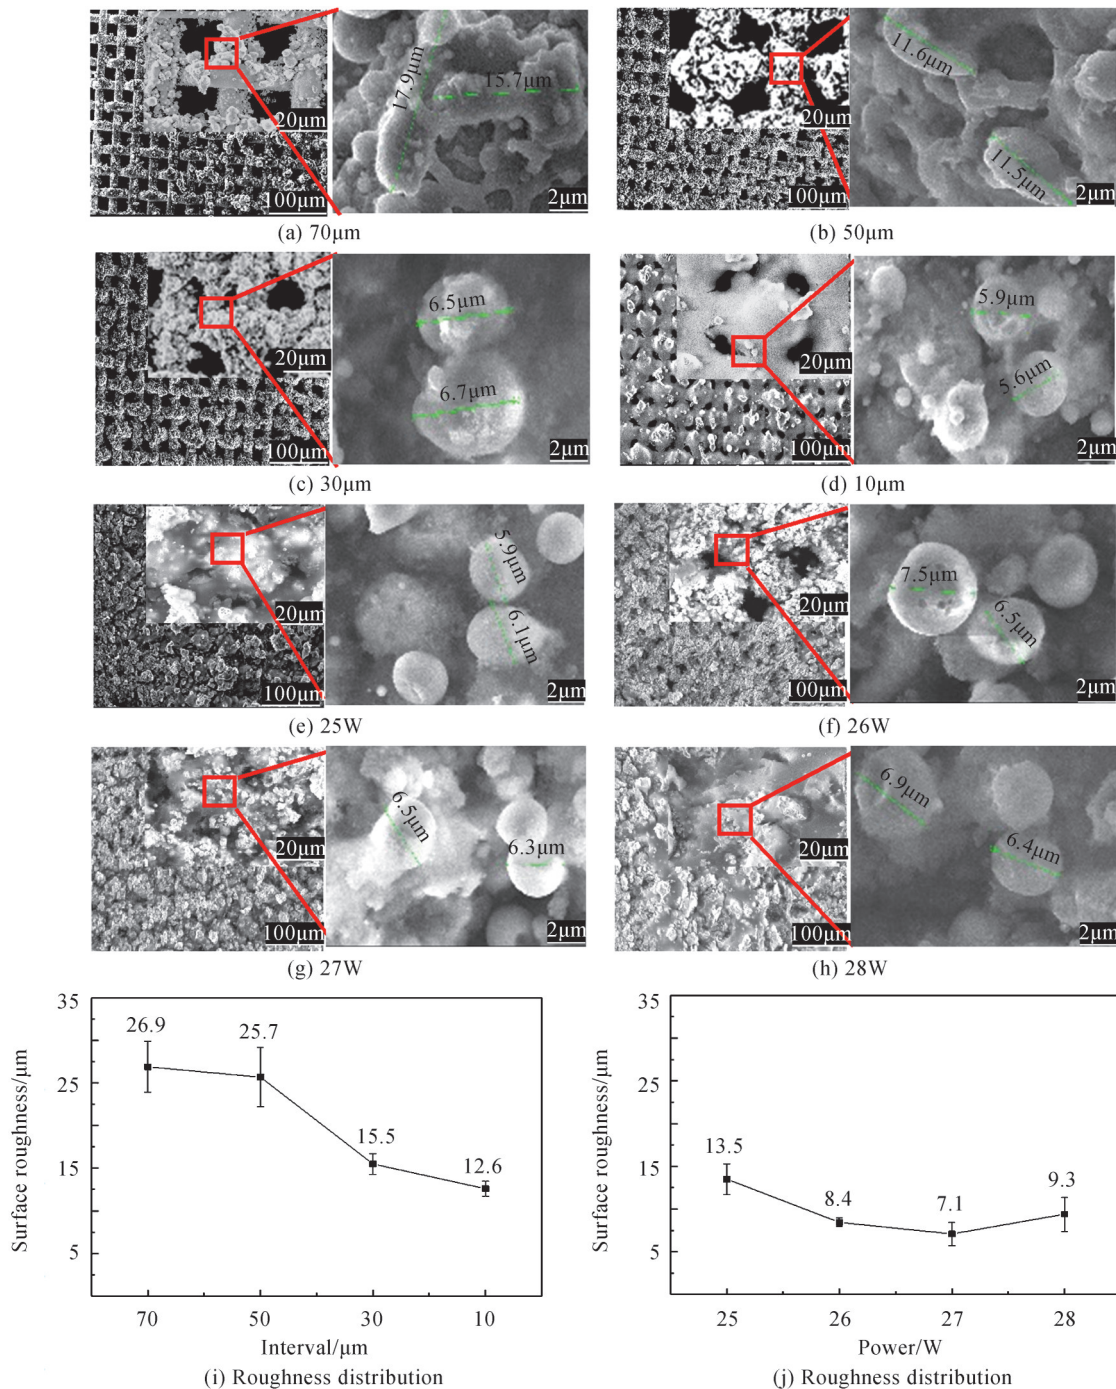 17.9μm
15.7μm
20μm
100μm
2μm
(a) 70μm
11.6μm
11.5μm
20μm
100μm
2μm
(b) 50μm
6.5μm
6.7μm
20μm
100μm
2μm
(c) 30μm
5.9μm
5.6μm
20μm
100μm
2μm
(d) 10μm
5.9μm
6.1μm
20μm
100μm
2μm
(e) 25W
7.5μm
6.5μm
20μm
100μm
2μm
(f) 26W
6.5μm
6.3μm
20μm
100μm
2μm
(g) 27W
6.9μm
6.4μm
20μm
100μm
2μm
(h) 28W
Surface roughness/μm
35
25
15
5
26.9
25.7
15.5
12.6
70 50 30 10
Interval/μm
(i) Roughness distribution
Surface roughness/μm
35
25
15
5
13.5
8.4
7.1
9.3
25 26 27 28
Power/W
(j) Roughness distribution